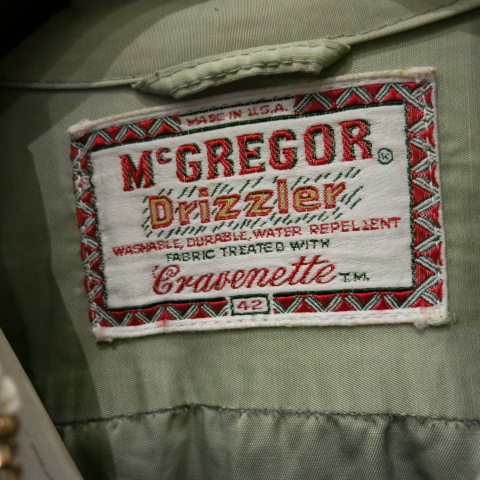 MADE IN U.S.A.
McGREGOR ®
Drizzler
WASHABLE, DURABLE, WATER REPELLENT
FABRIC TREATED WITH
Cravenette T.M.
42